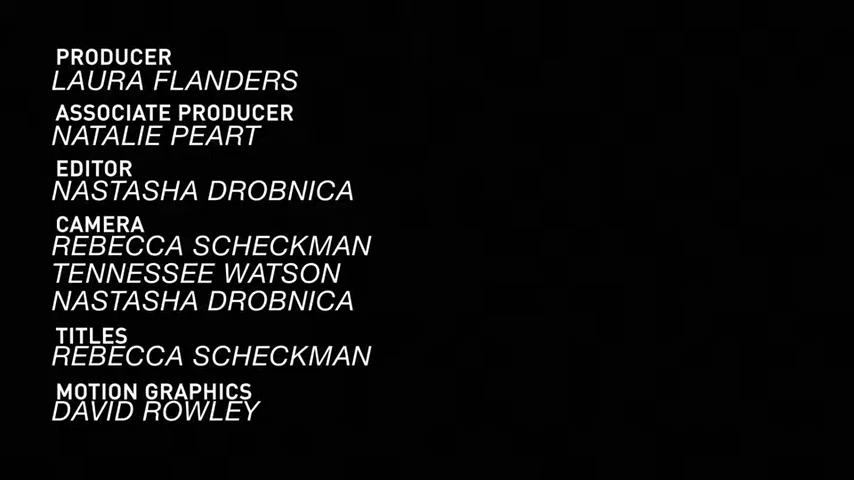 PRODUCER
LAURA FLANDERS
ASSOCIATE PRODUCER
NATALIE PEART
EDITOR
NASTASHA DROBNICA
CAMERA
REBECCA SCHECKMAN
TENNESSEE WATSON
NASTASHA DROBNICA
TITLES
REBECCA SCHECKMAN
MOTION GRAPHICS
DAVID ROWLEY